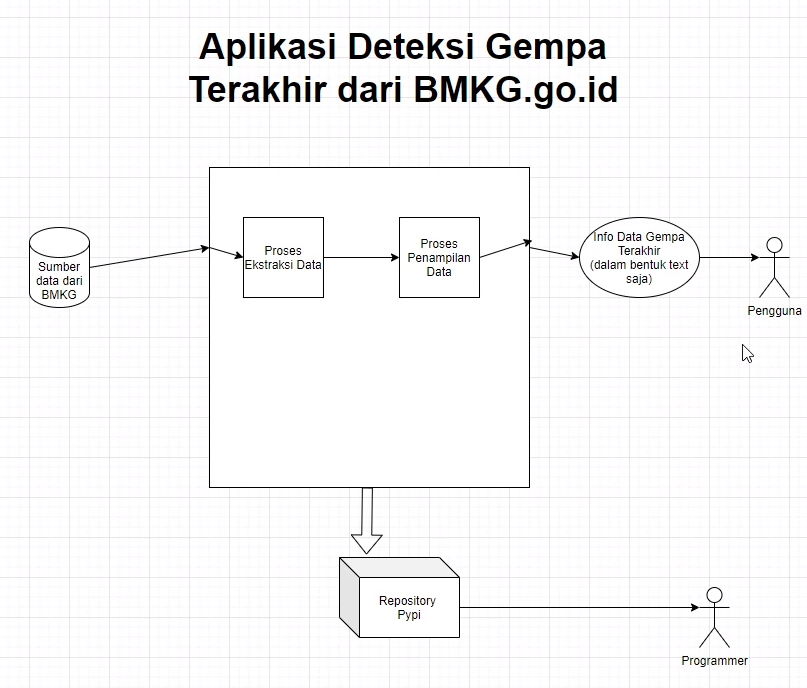 Aplikasi Deteksi Gempa
Terakhir dari BMKG.go.id
Sumber
data dari
BMKG
Proses
Ekstraksi Data
Proses
Penampilan
Data
Info Data Gempa
Terakhir
(dalam bentuk text
saja)
Pengguna
Repository
Pypi
Programmer